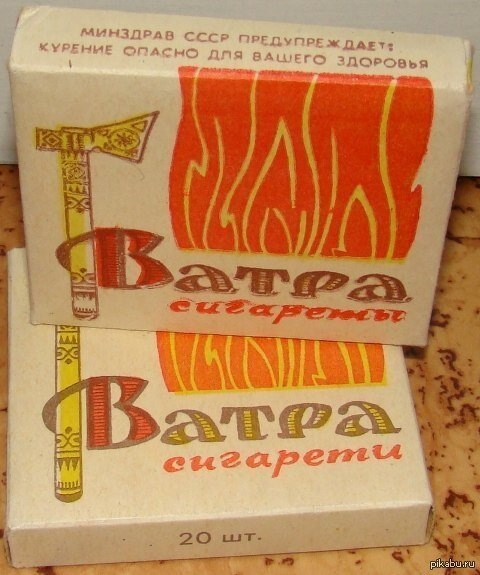 МИНЗДРАВ СССР ПРЕДУПРЕЖДАЕТ:
КУРЕНИЕ ОПАСНО ДЛЯ ВАШЕГО ЗДОРОВЬЯ
Ватра
сигареты
Ватра
сигарети
20 шт.
pikabu.ru